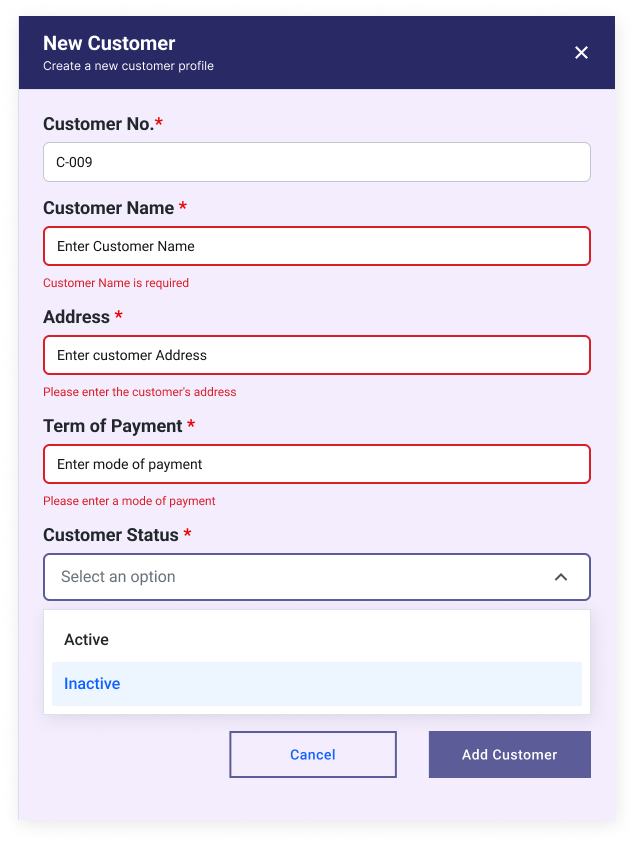 New Customer
Create a new customer profile
Customer No.*
C-009
Customer Name *
Enter Customer Name
Customer Name is required
Address *
Enter customer Address
Please enter the customer's address
Term of Payment *
Enter mode of payment
Please enter a mode of payment
Customer Status *
Select an option
Active
Inactive
Cancel
Add Customer